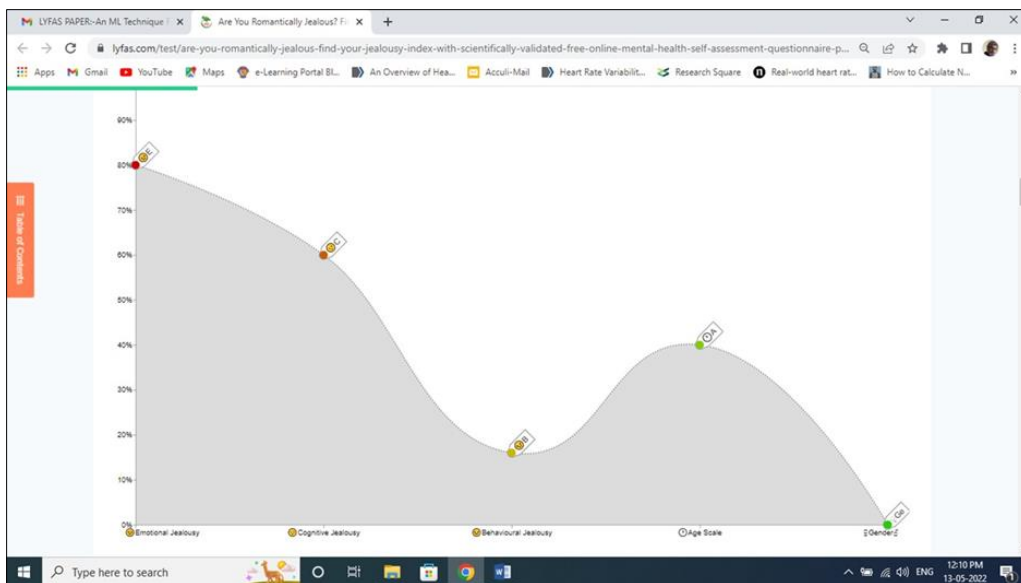 LYFAS PAPER:-An ML Technique
Are You Romantically Jealous? Fi
lyfas.com/test/are-you-romantically-jealous-find-your-jealousy-index-with-scientifically-validated-free-online-mental-health-self-assessment-questionnaire-p...
Apps Gmail YouTube Maps e-Learning Portal Bl... An Overview of Hea... Acculi-Mail Heart Rate Variabilit... Research Square Real-world heart rat... How to Calculate N... »
90%
80%
E
70%
Table of Contents
60%
C
50%
40%
A
30%
20%
B
10%
0%
Ge
Emotional Jealousy Cognitive Jealousy Behavioural Jealousy Age Scale Gender
Type here to search
ENG
12:10 PM
13-05-2022